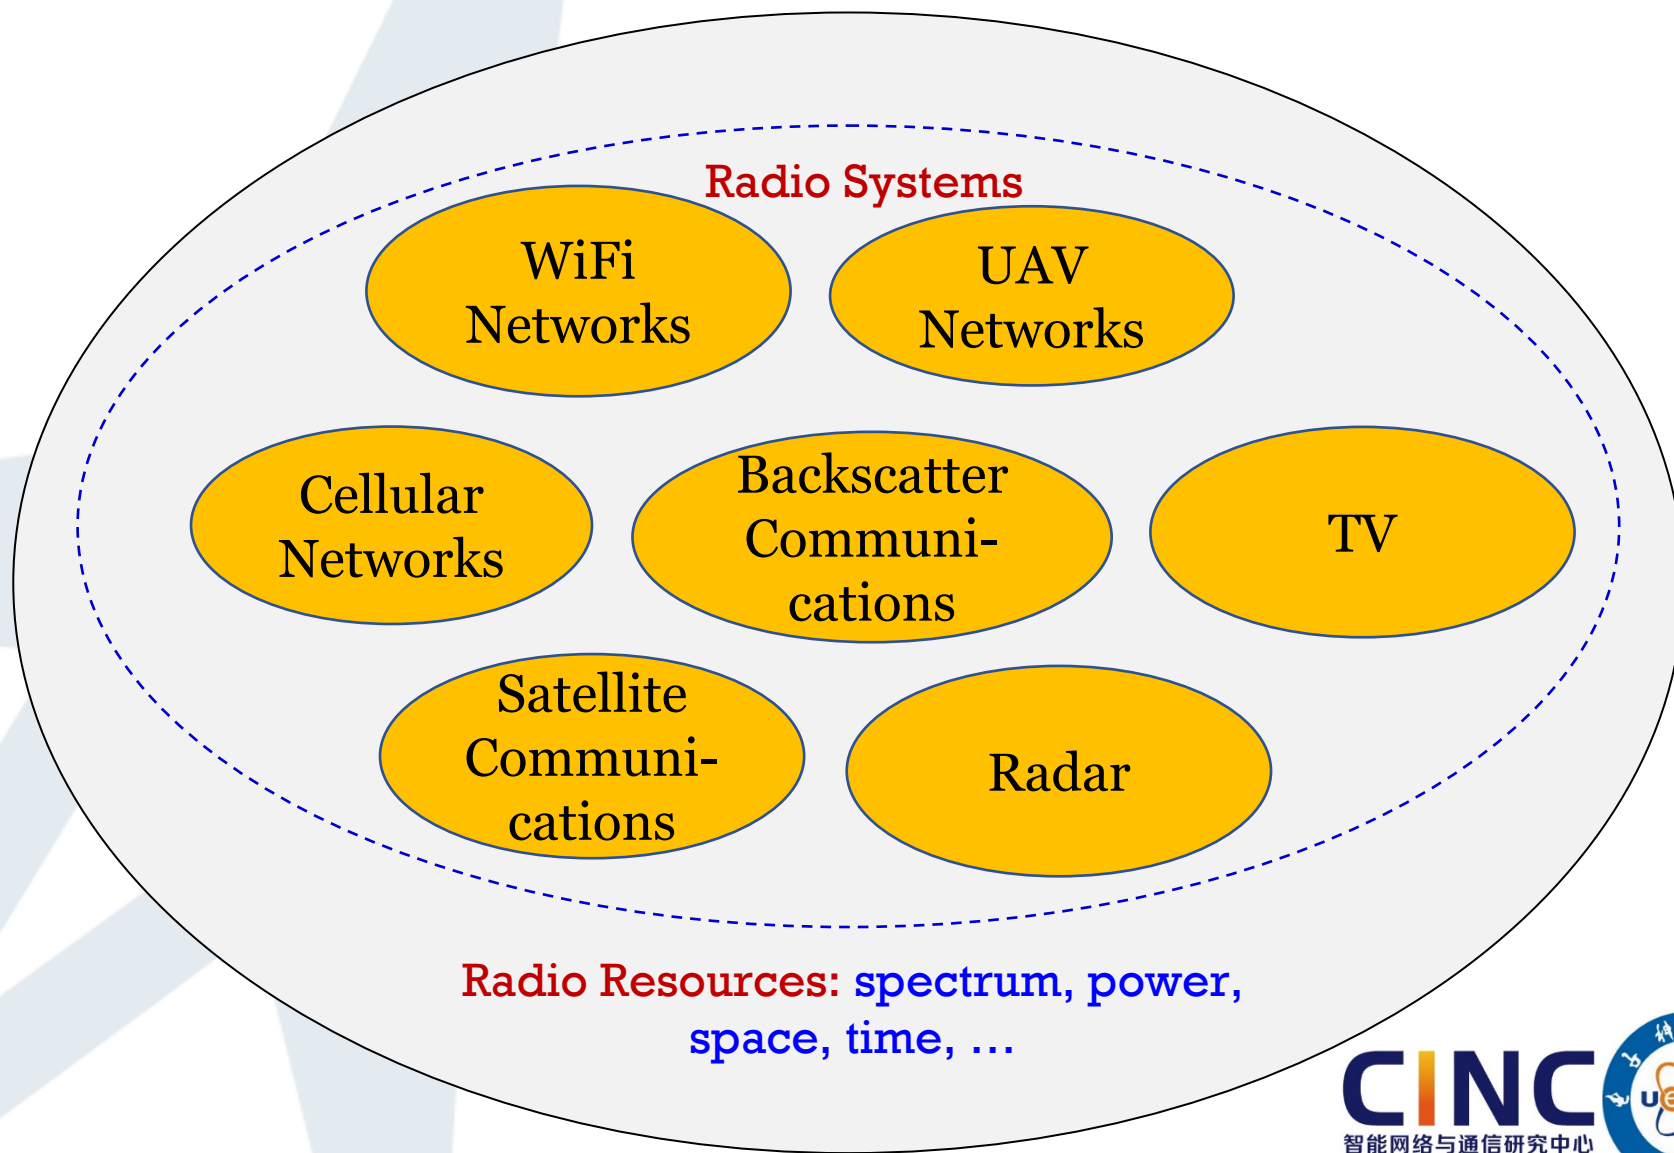 Radio Systems
WiFi
Networks
UAV
Networks
Cellular
Networks
Backscatter
Communi-
cations
TV
Satellite
Communi-
cations
Radar
Radio Resources: spectrum, power,
space, time, …
CINC
智能网络与通信研究中心